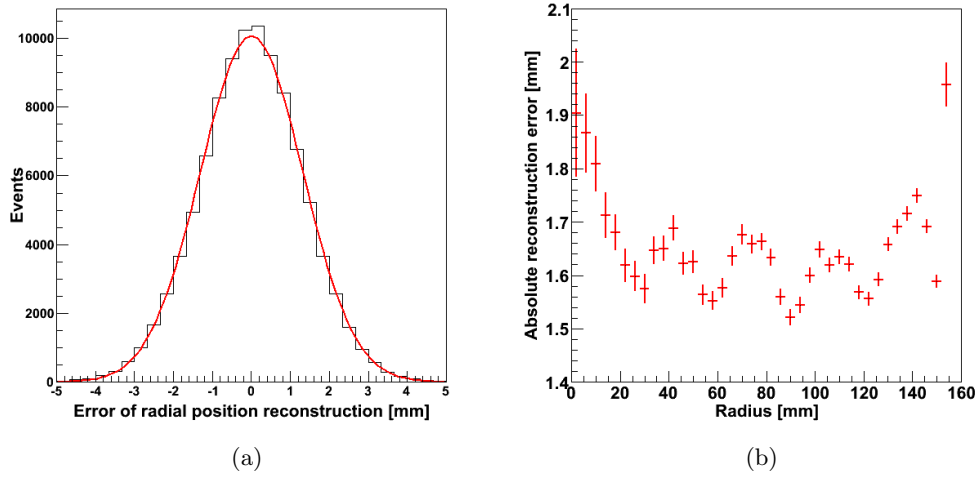 10000
8000
6000
4000
2000
0
Events
-5 -4 -3 -2 -1 0 1 2 3 4 5
Error of radial position reconstruction [mm]
(a)
2.1
2
1.9
1.8
1.7
1.6
1.5
1.4
Absolute reconstruction error [mm]
0 20 40 60 80 100 120 140 160
Radius [mm]
(b)